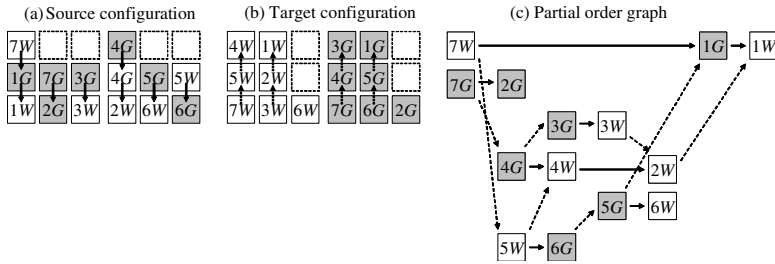 (a) Source configuration
7W 4G
1G 7G 3G 4G 5G 5W
1W 2G 3W 2W 6W 6G
(b) Target configuration
4W 1W 3G 1G
5W 2W 4G 5G
7W 3W 6W 7G 6G 2G
(c) Partial order graph
7W 1G 1W
7G 2G
3G 3W
4G 4W 2W
5G 6W
5W 6G